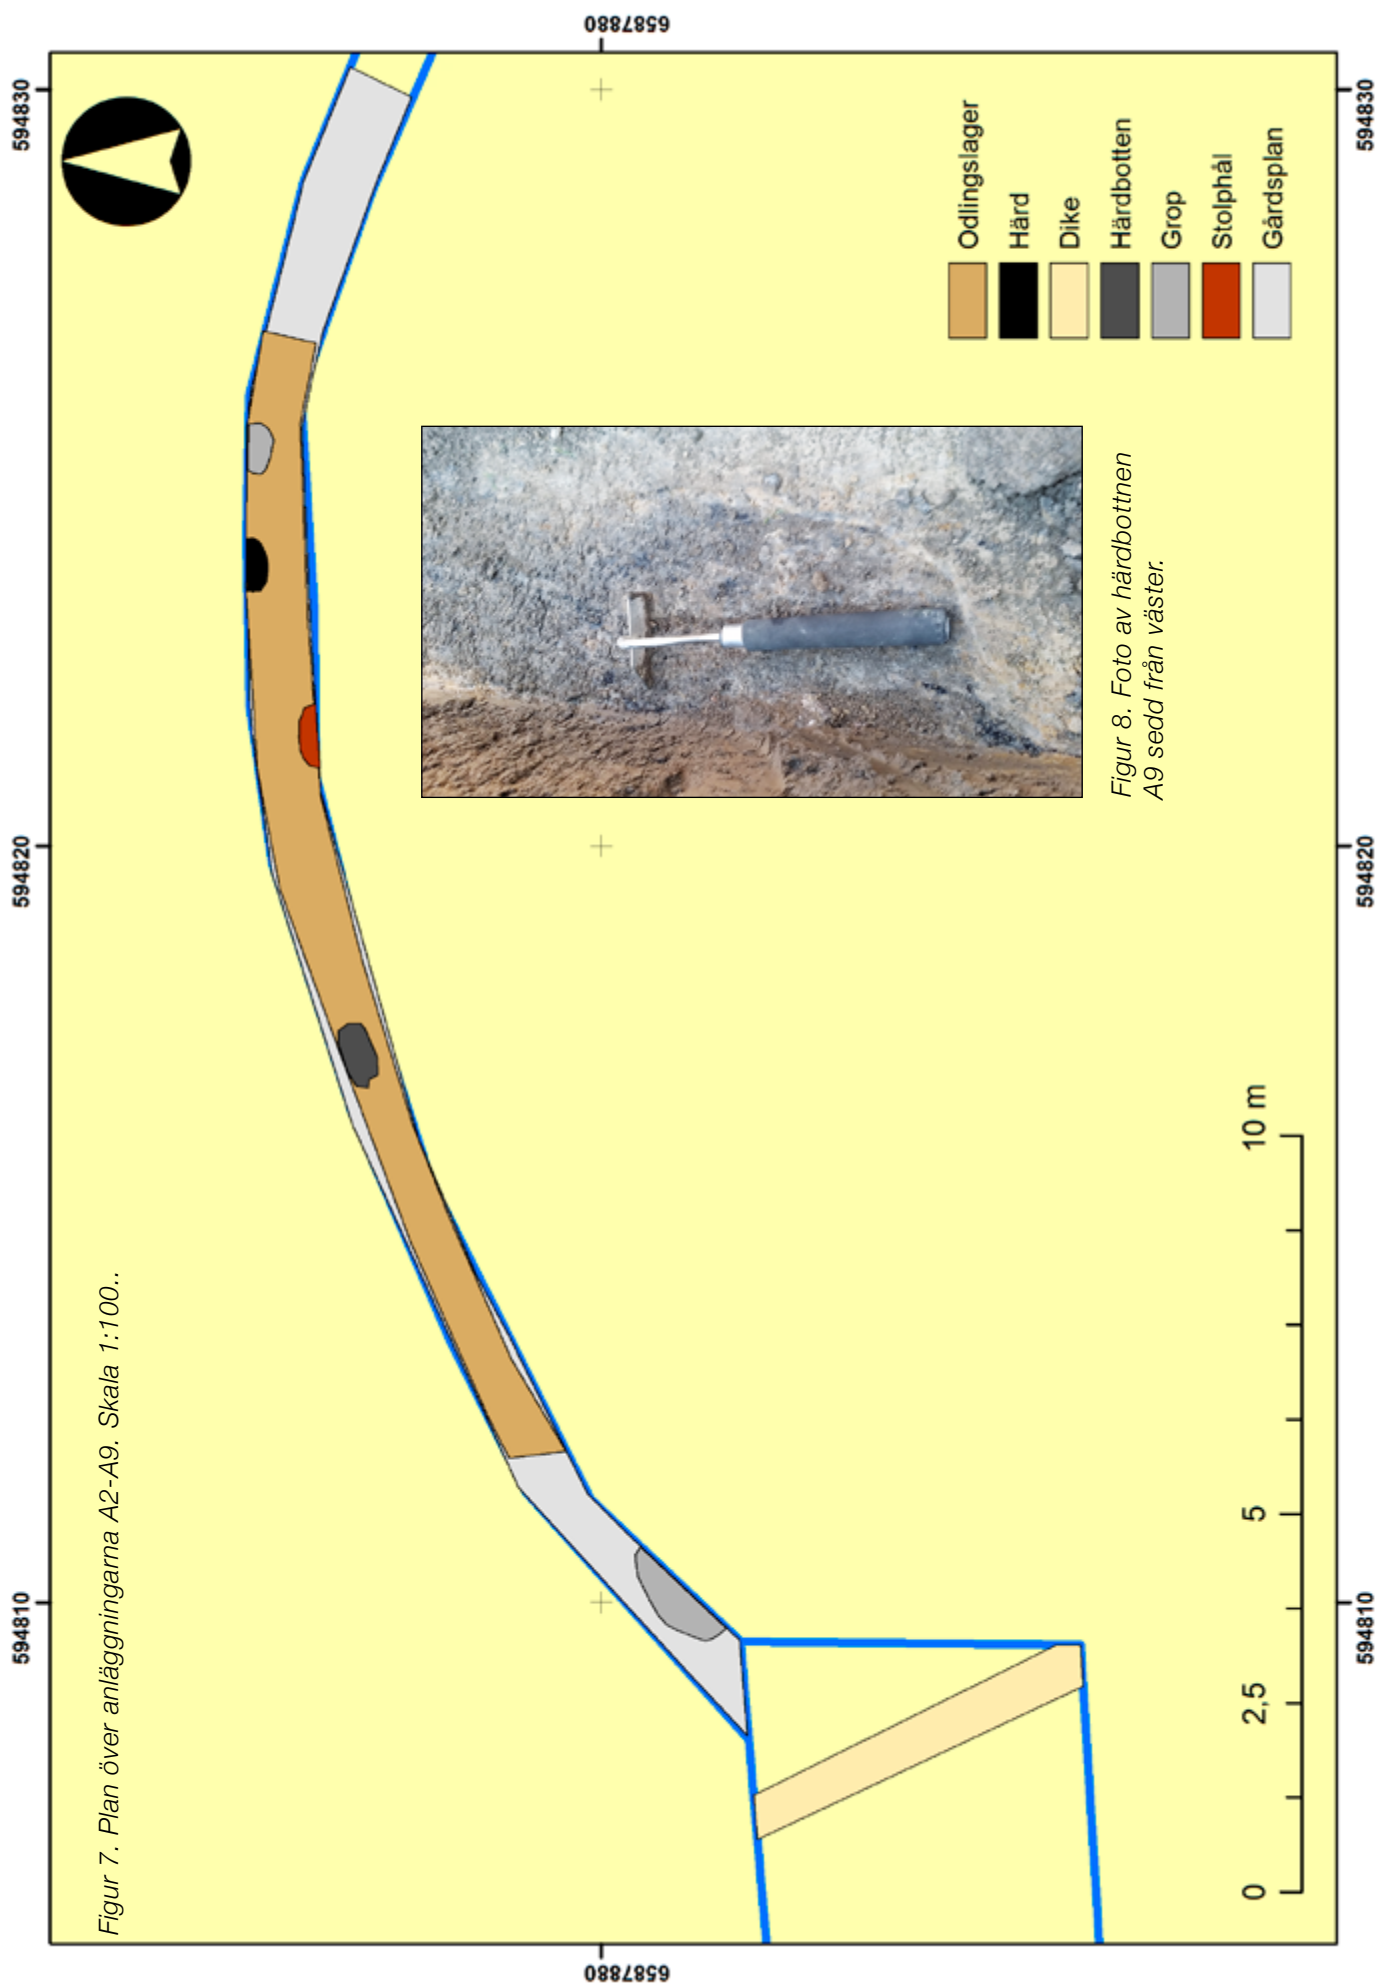 Figur 7. Plan över anläggningarna A2-A9. Skala 1:100..
594810
594820
594830
6587880
6587880
Figur 8. Foto av härdbottnen
A9 sedd från väster.
Odlingslager
Härd
Dike
Härdbotten
Grop
Stolphål
Gårdsplan
0
2,5
5
10 m
594810
594820
594830